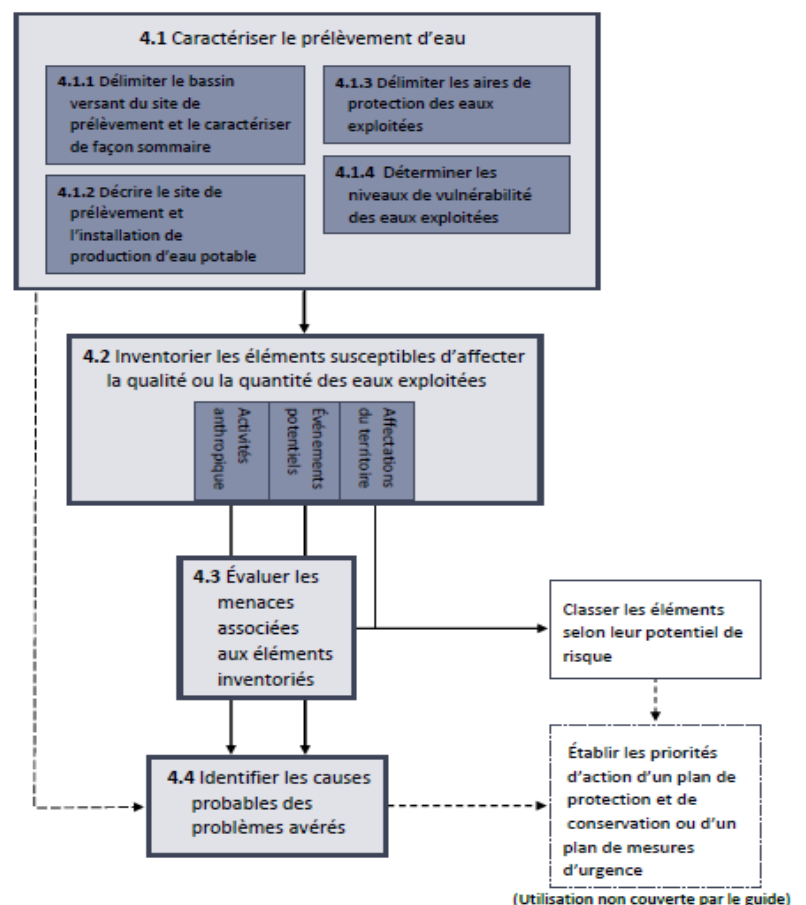 4.1 Caractériser le prélèvement d'eau
4.1.1 Délimiter le bassin
versant du site de
prélèvement et le caractériser
de façon sommaire
4.1.2 Décrire le site de
prélèvement et
l'installation de
production d'eau potable
4.1.3 Délimiter les aires de
protection des eaux
exploitées
4.1.4 Déterminer les
niveaux de vulnérabilité
des eaux exploitées
4.2 Inventorier les éléments susceptibles d'affecter
la qualité ou la quantité des eaux exploitées
Activités
anthropique
Événements
potentiels
Affectations
du territoire
4.3 Évaluer les
menaces
associées
aux éléments
inventoriés
Classer les éléments
selon leur potentiel de
risque
4.4 Identifier les causes
probables des
problèmes avérés
Établir les priorités
d'action d'un plan de
protection et de
conservation ou d'un
plan de mesures
d'urgence
(Utilisation non couverte par le guide)